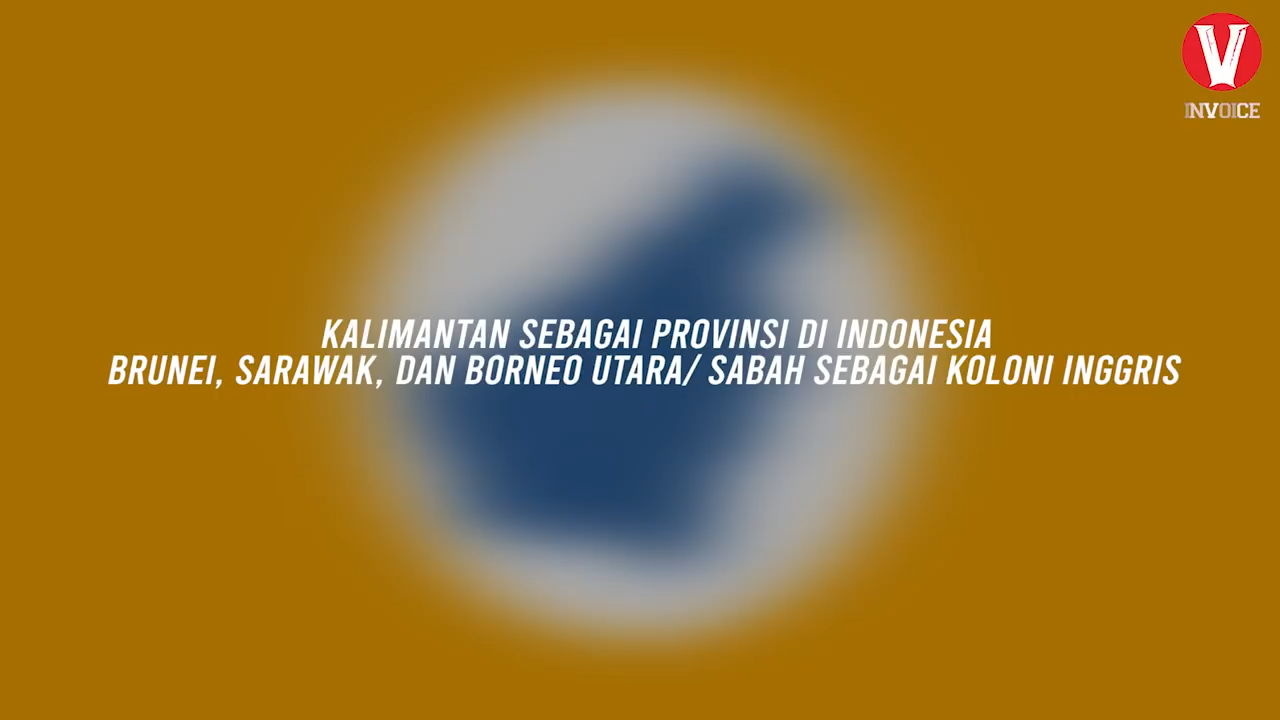 V
INVOICE
KALIMANTAN SEBAGAI PROVINSI DI INDONESIA
BRUNEI, SARAWAK, DAN BORNEO UTARA/ SABAH SEBAGAI KOLONI INGGRIS